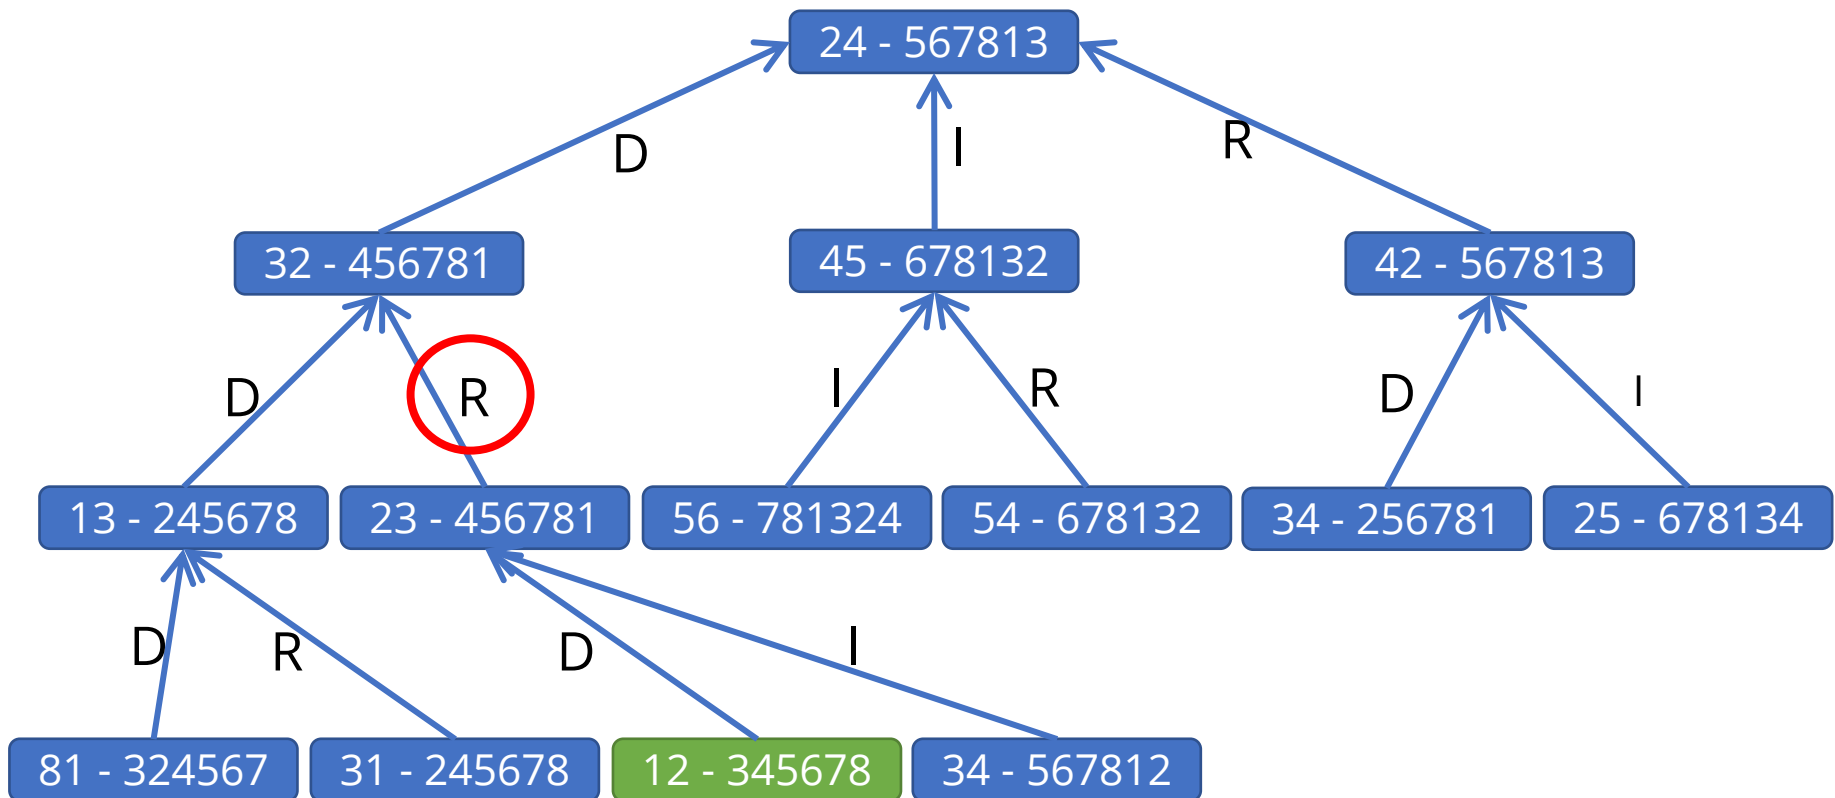 24 - 567813
D
I
R
32 - 456781
45 - 678132
42 - 567813
D
R
I
R
D
I
13 - 245678
23 - 456781
56 - 781324
54 - 678132
34 - 256781
25 - 678134
D
R
D
I
81 - 324567
31 - 245678
12 - 345678
34 - 567812